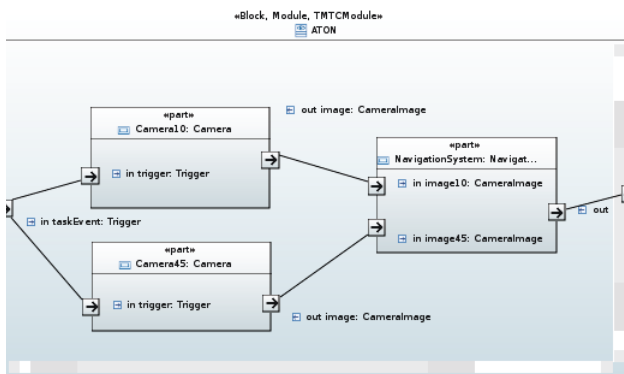 «Block, Module, TMTCModule»
ATON
out image: CameraImage
«part»
Camera10: Camera
in trigger: Trigger
«part»
NavigationSystem: Navigat...
in image10: CameraImage
in image45: CameraImage
out
in taskEvent: Trigger
«part»
Camera45: Camera
in trigger: Trigger
out image: CameraImage